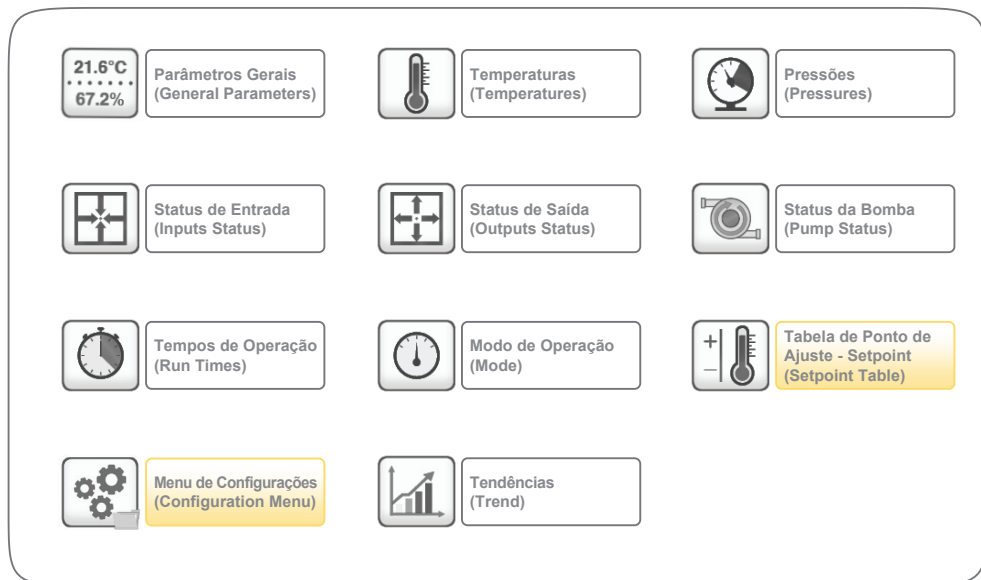 21.6°C
67.2%
Parâmetros Gerais
(General Parameters)
Temperaturas
(Temperatures)
Pressões
(Pressures)
Status de Entrada
(Inputs Status)
Status de Saída
(Outputs Status)
Status da Bomba
(Pump Status)
Tempos de Operação
(Run Times)
Modo de Operação
(Mode)
+
−
Tabela de Ponto de
Ajuste - Setpoint
(Setpoint Table)
Menu de Configurações
(Configuration Menu)
Tendências
(Trend)